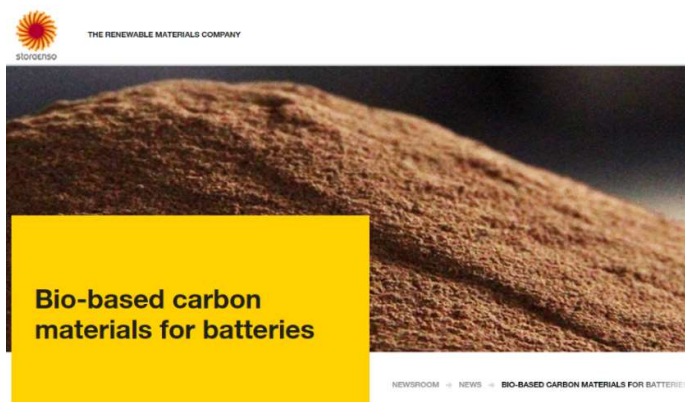 storaenso
THE RENEWABLE MATERIALS COMPANY
Bio-based carbon
materials for batteries
NEWSROOM → NEWS → BIO-BASED CARBON MATERIALS FOR BATTERIE